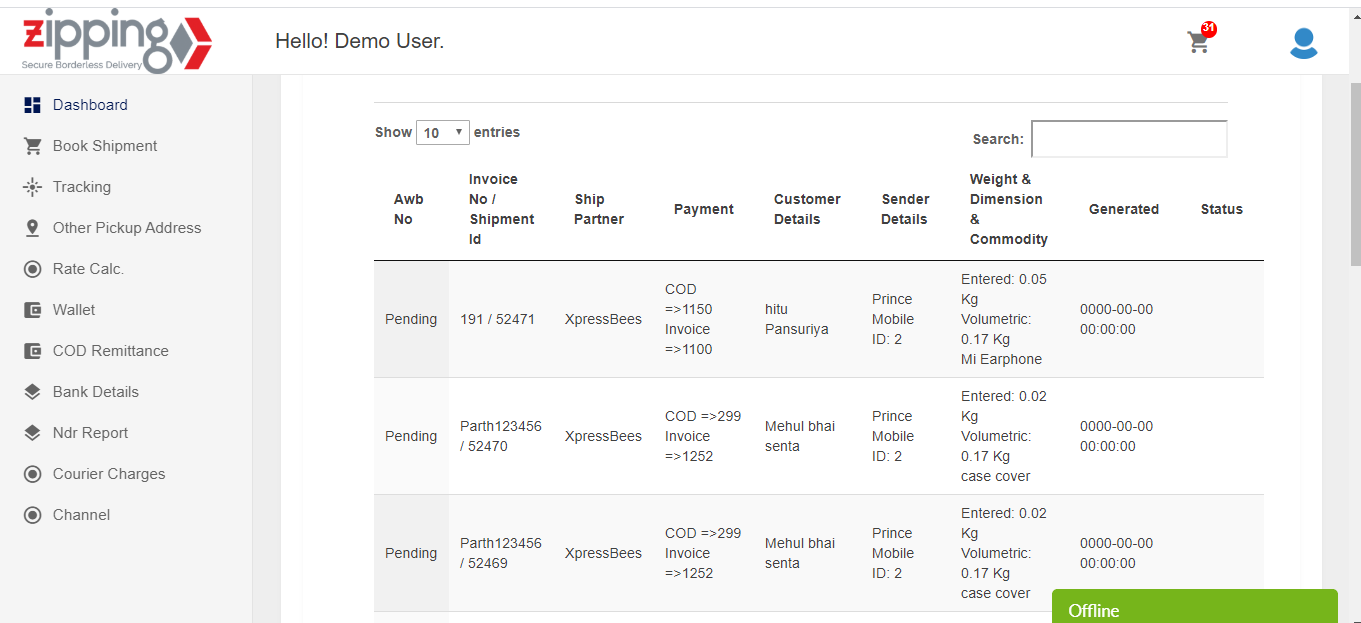 zipping
Secure Borderless Delivery
Hello! Demo User.
31
Dashboard
Book Shipment
Tracking
Other Pickup Address
Rate Calc.
Wallet
COD Remittance
Bank Details
Ndr Report
Courier Charges
Channel
Show 10 entries
Search:
Awb
No
Invoice
No /
Shipment
Id
Ship
Partner
Payment
Customer
Details
Sender
Details
Weight &
Dimension
&
Commodity
Generated
Status
Pending
191 / 52471
XpressBees
COD
=>1150
Invoice
=>1100
hitu
Pansuriya
Prince
Mobile
ID: 2
Entered: 0.05
Kg
Volumetric:
0.17 Kg
Mi Earphone
0000-00-00
00:00:00
Pending
Parth123456
/ 52470
XpressBees
COD =>299
Invoice
=>1252
Mehul bhai
senta
Prince
Mobile
ID: 2
Entered: 0.02
Kg
Volumetric:
0.17 Kg
case cover
0000-00-00
00:00:00
Pending
Parth123456
/ 52469
XpressBees
COD =>299
Invoice
=>1252
Mehul bhai
senta
Prince
Mobile
ID: 2
Entered: 0.02
Kg
Volumetric:
0.17 Kg
case cover
0000-00-00
00:00:00
Offline